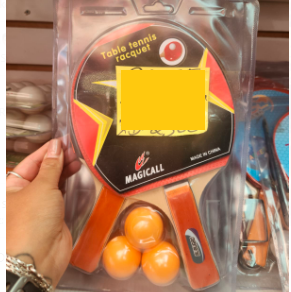 Table tennis
racquet
MAGICALL
MADE IN CHINA